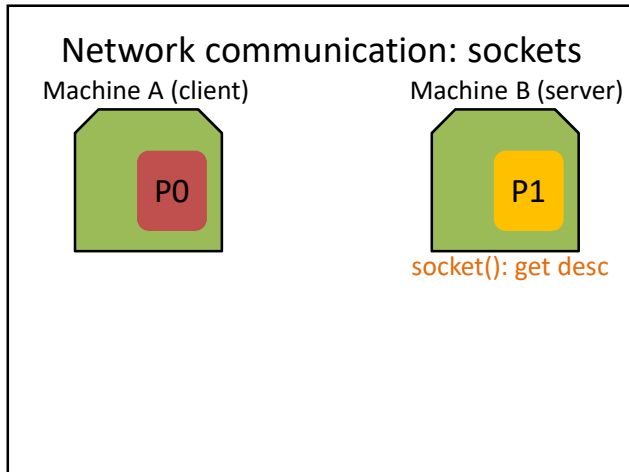 Network communication: sockets
Machine A (client)
Machine B (server)
P0
P1
socket(): get desc